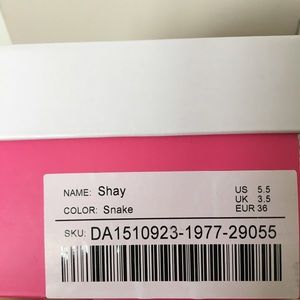 NAME: Shay US 5.5
UK 3.5
COLOR: Snake EUR 36
SKU: DA1510923-1977-29055